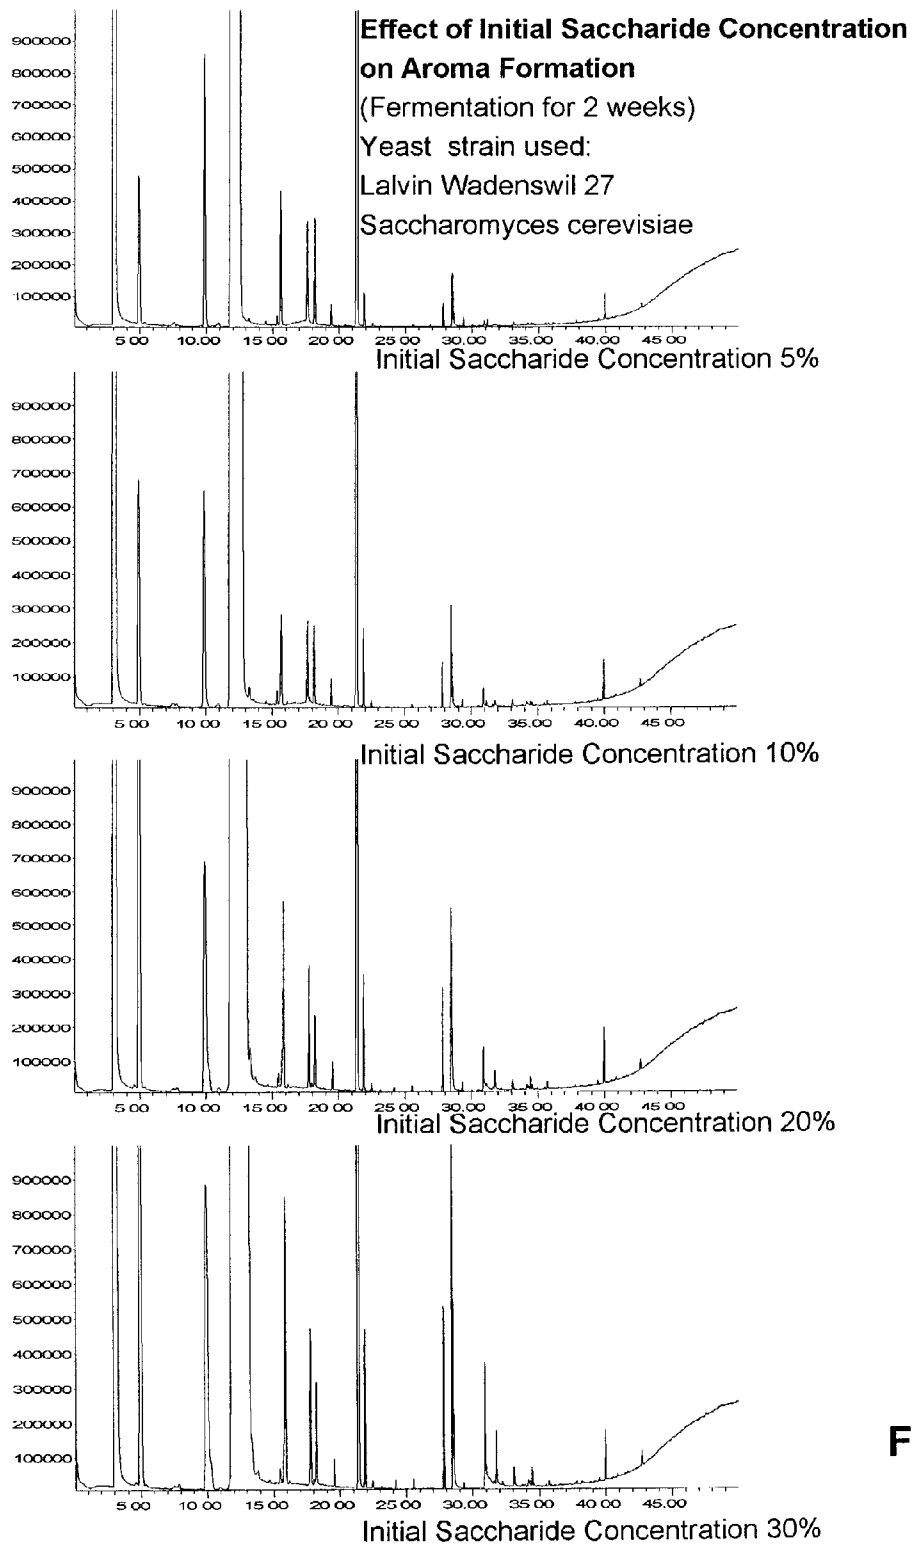 Effect of Initial Saccharide Concentration
on Aroma Formation
(Fermentation for 2 weeks)
Yeast strain used:
Lalvin Wadenswil 27
Saccharomyces cerevisiae
900000
800000
700000
600000
500000
400000
300000
200000
100000
5 00 10.00 15 00 20 00 25 00 30.00 35 00 40.00 45 00
Initial Saccharide Concentration 5%
900000
800000
700000
600000
500000
400000
300000
200000
100000
5 00 10 00 15 00 20 00 25 00 30.00 35 00 40 00 45 00
Initial Saccharide Concentration 10%
900000
800000
700000
600000
500000
400000
300000
200000
100000
5 00 10 00 15 00 20 00 25 00 30.00 35 00 40 00 45 00
Initial Saccharide Concentration 20%
900000
800000
700000
600000
500000
400000
300000
200000
100000
F
5 00 10 00 15 00 20 00 25 00 30.00 35 00 40 00 45.00
Initial Saccharide Concentration 30%